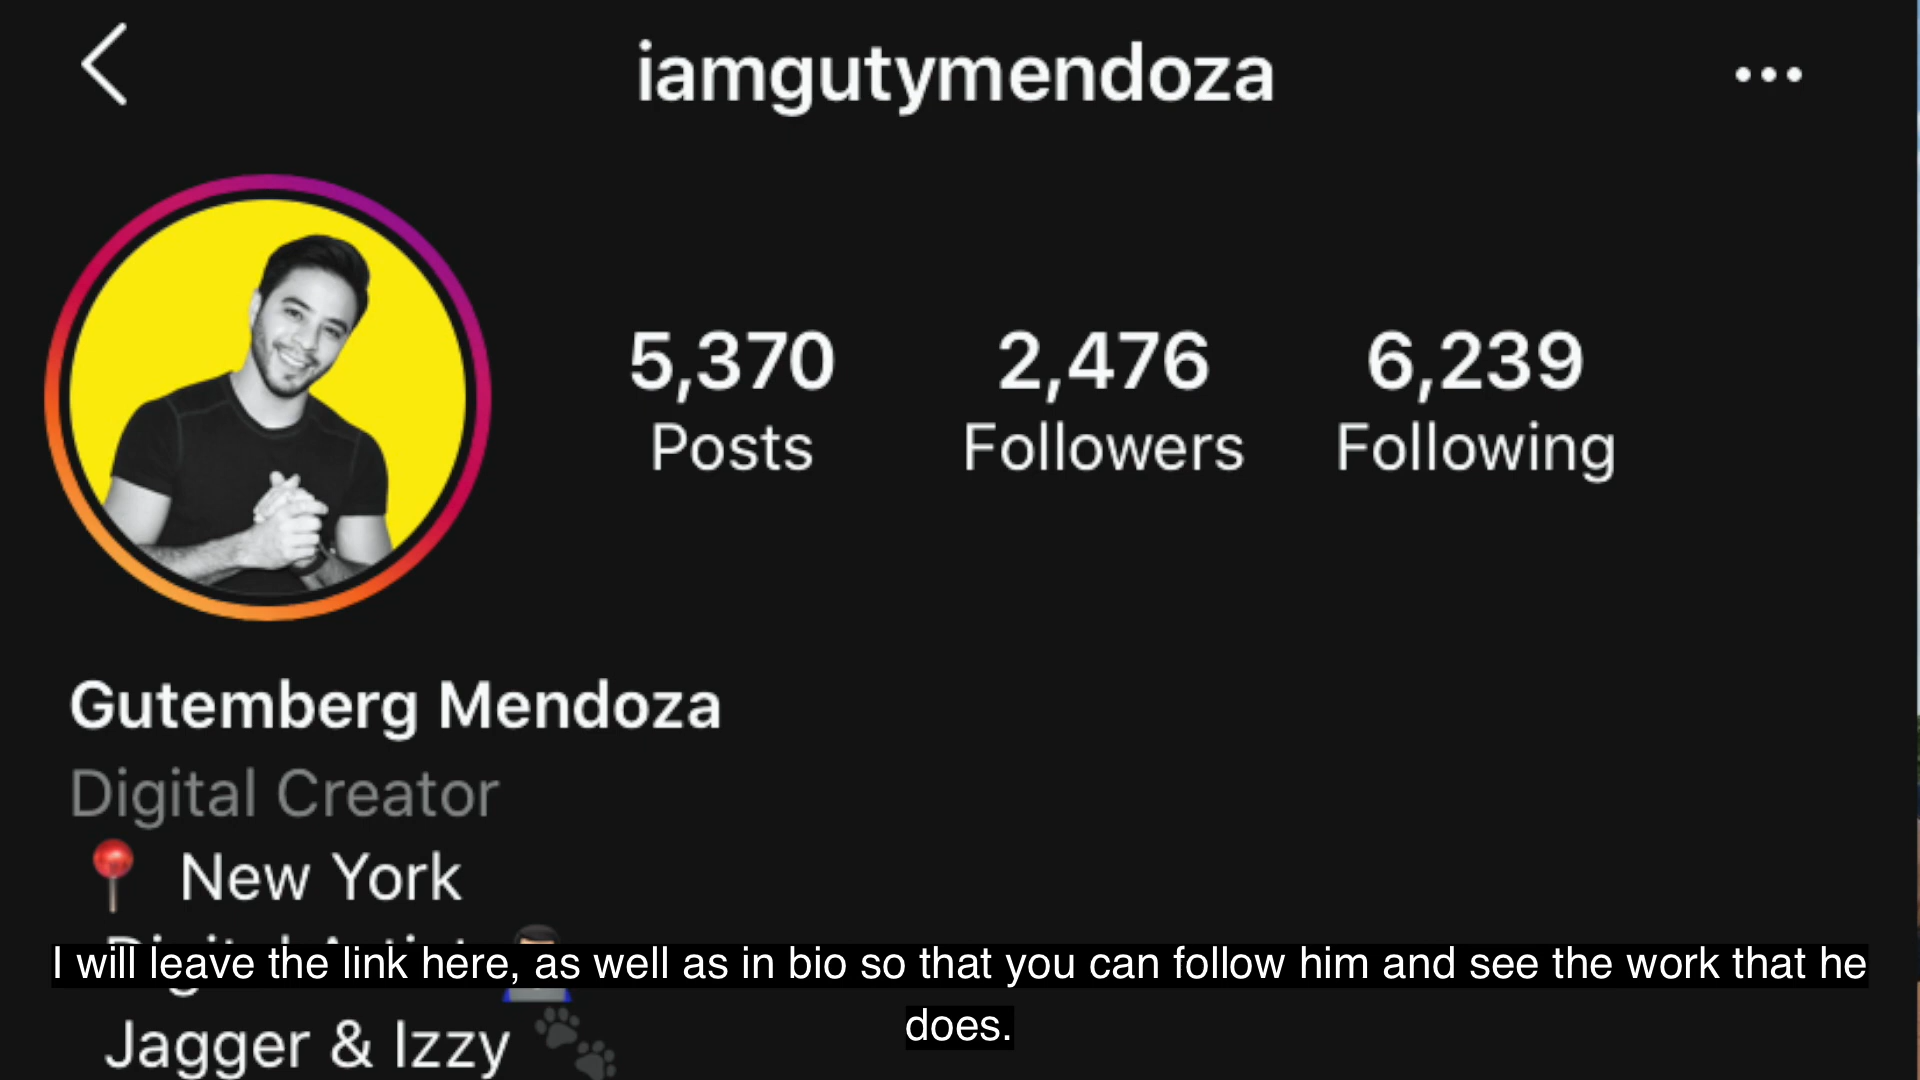 iamgutymendoza
5,370 2,476 6,239
Posts Followers Following
Gutemberg Mendoza
Digital Creator
New York
I will leave the link here, as well as in bio so that you can follow him and see the work that he
does.
Jagger & Izzy